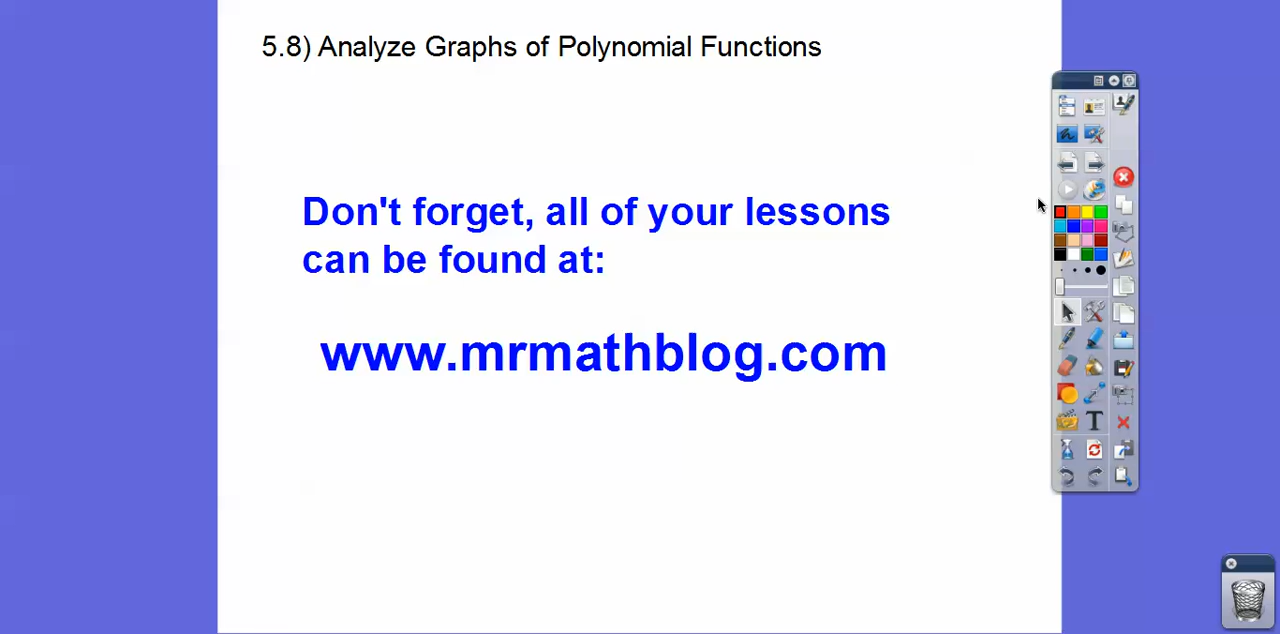 5.8) Analyze Graphs of Polynomial Functions
Don't forget, all of your lessons
can be found at:
www.mrmathblog.com